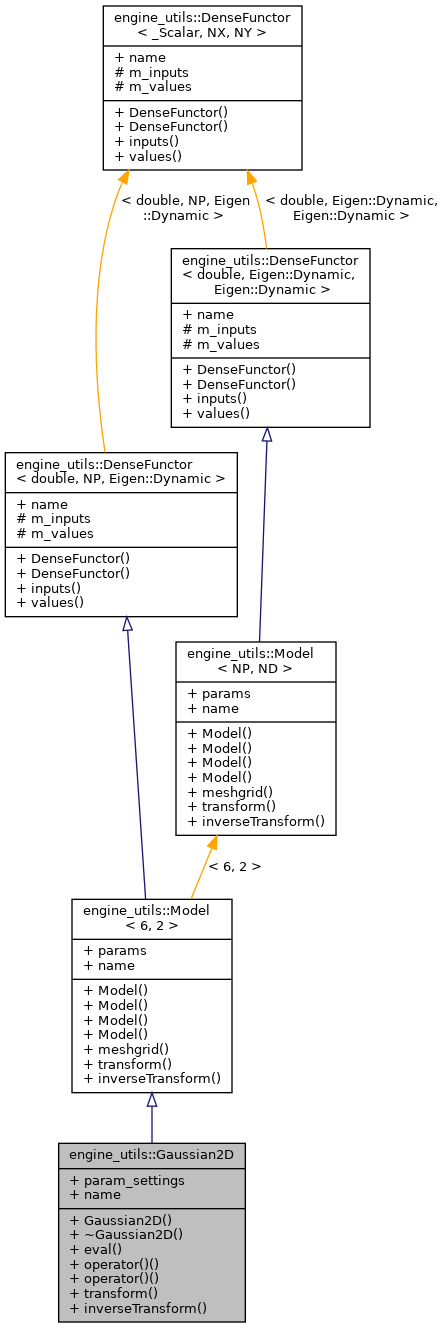 engine_utils::DenseFunctor
< _Scalar, NX, NY >
+ name
# m_inputs
# m_values
+ DenseFunctor()
+ DenseFunctor()
+ inputs()
+ values()
< double, NP, Eigen
::Dynamic >
< double, Eigen::Dynamic,
Eigen::Dynamic >
engine_utils::DenseFunctor
< double, Eigen::Dynamic,
Eigen::Dynamic >
+ name
# m_inputs
# m_values
+ DenseFunctor()
+ DenseFunctor()
+ inputs()
+ values()
engine_utils::DenseFunctor
< double, NP, Eigen::Dynamic >
+ name
# m_inputs
# m_values
+ DenseFunctor()
+ DenseFunctor()
+ inputs()
+ values()
engine_utils::Model
< NP, ND >
+ params
+ name
+ Model()
+ Model()
+ Model()
+ Model()
+ meshgrid()
+ transform()
+ inverseTransform()
< 6, 2 >
engine_utils::Model
< 6, 2 >
+ params
+ name
+ Model()
+ Model()
+ Model()
+ Model()
+ meshgrid()
+ transform()
+ inverseTransform()
engine_utils::Gaussian2D
+ param_settings
+ name
+ Gaussian2D()
+ ~Gaussian2D()
+ eval()
+ operator()()
+ operator()()
+ transform()
+ inverseTransform()